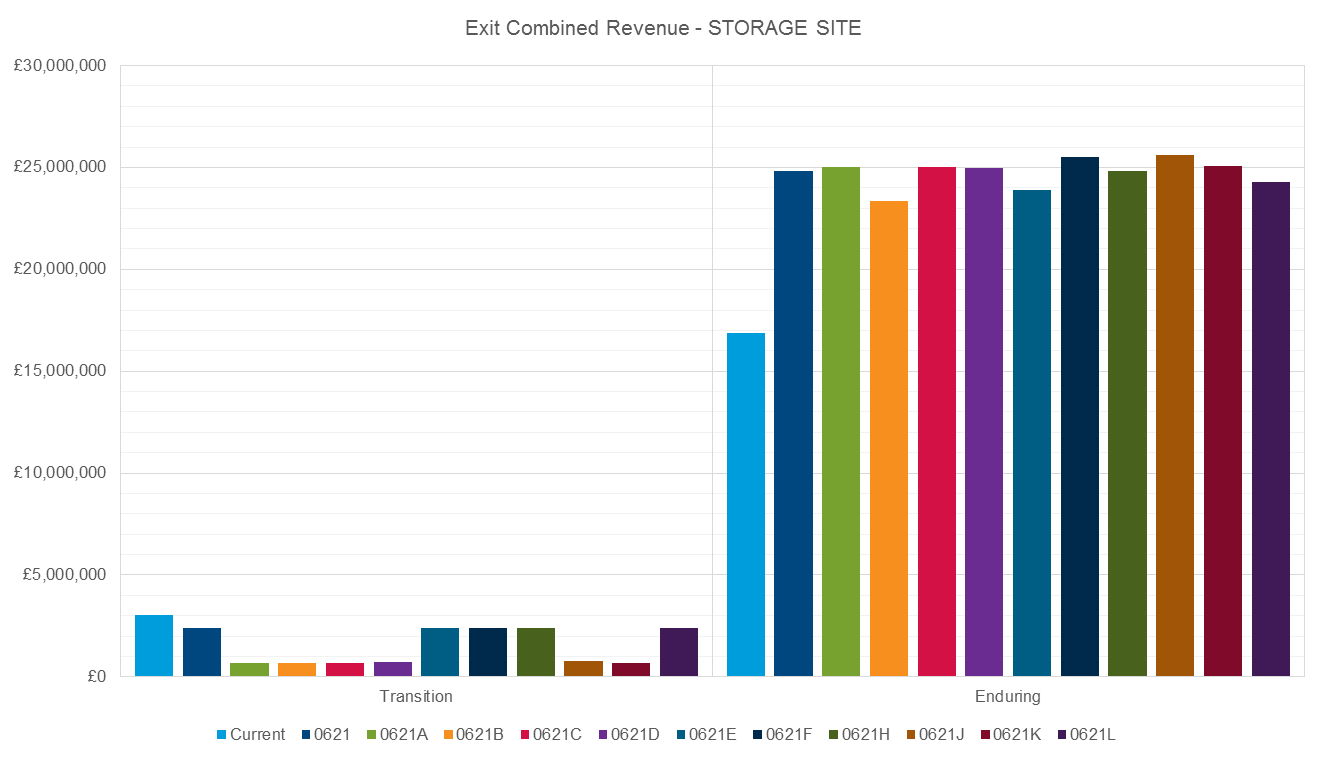 Exit Combined Revenue - STORAGE SITE
£30,000,000
£25,000,000
£20,000,000
£15,000,000
£10,000,000
£5,000,000
£0
Transition Enduring
Current 0621 0621A 0621B 0621C 0621D 0621E 0621F 0621H 0621J 0621K 0621L